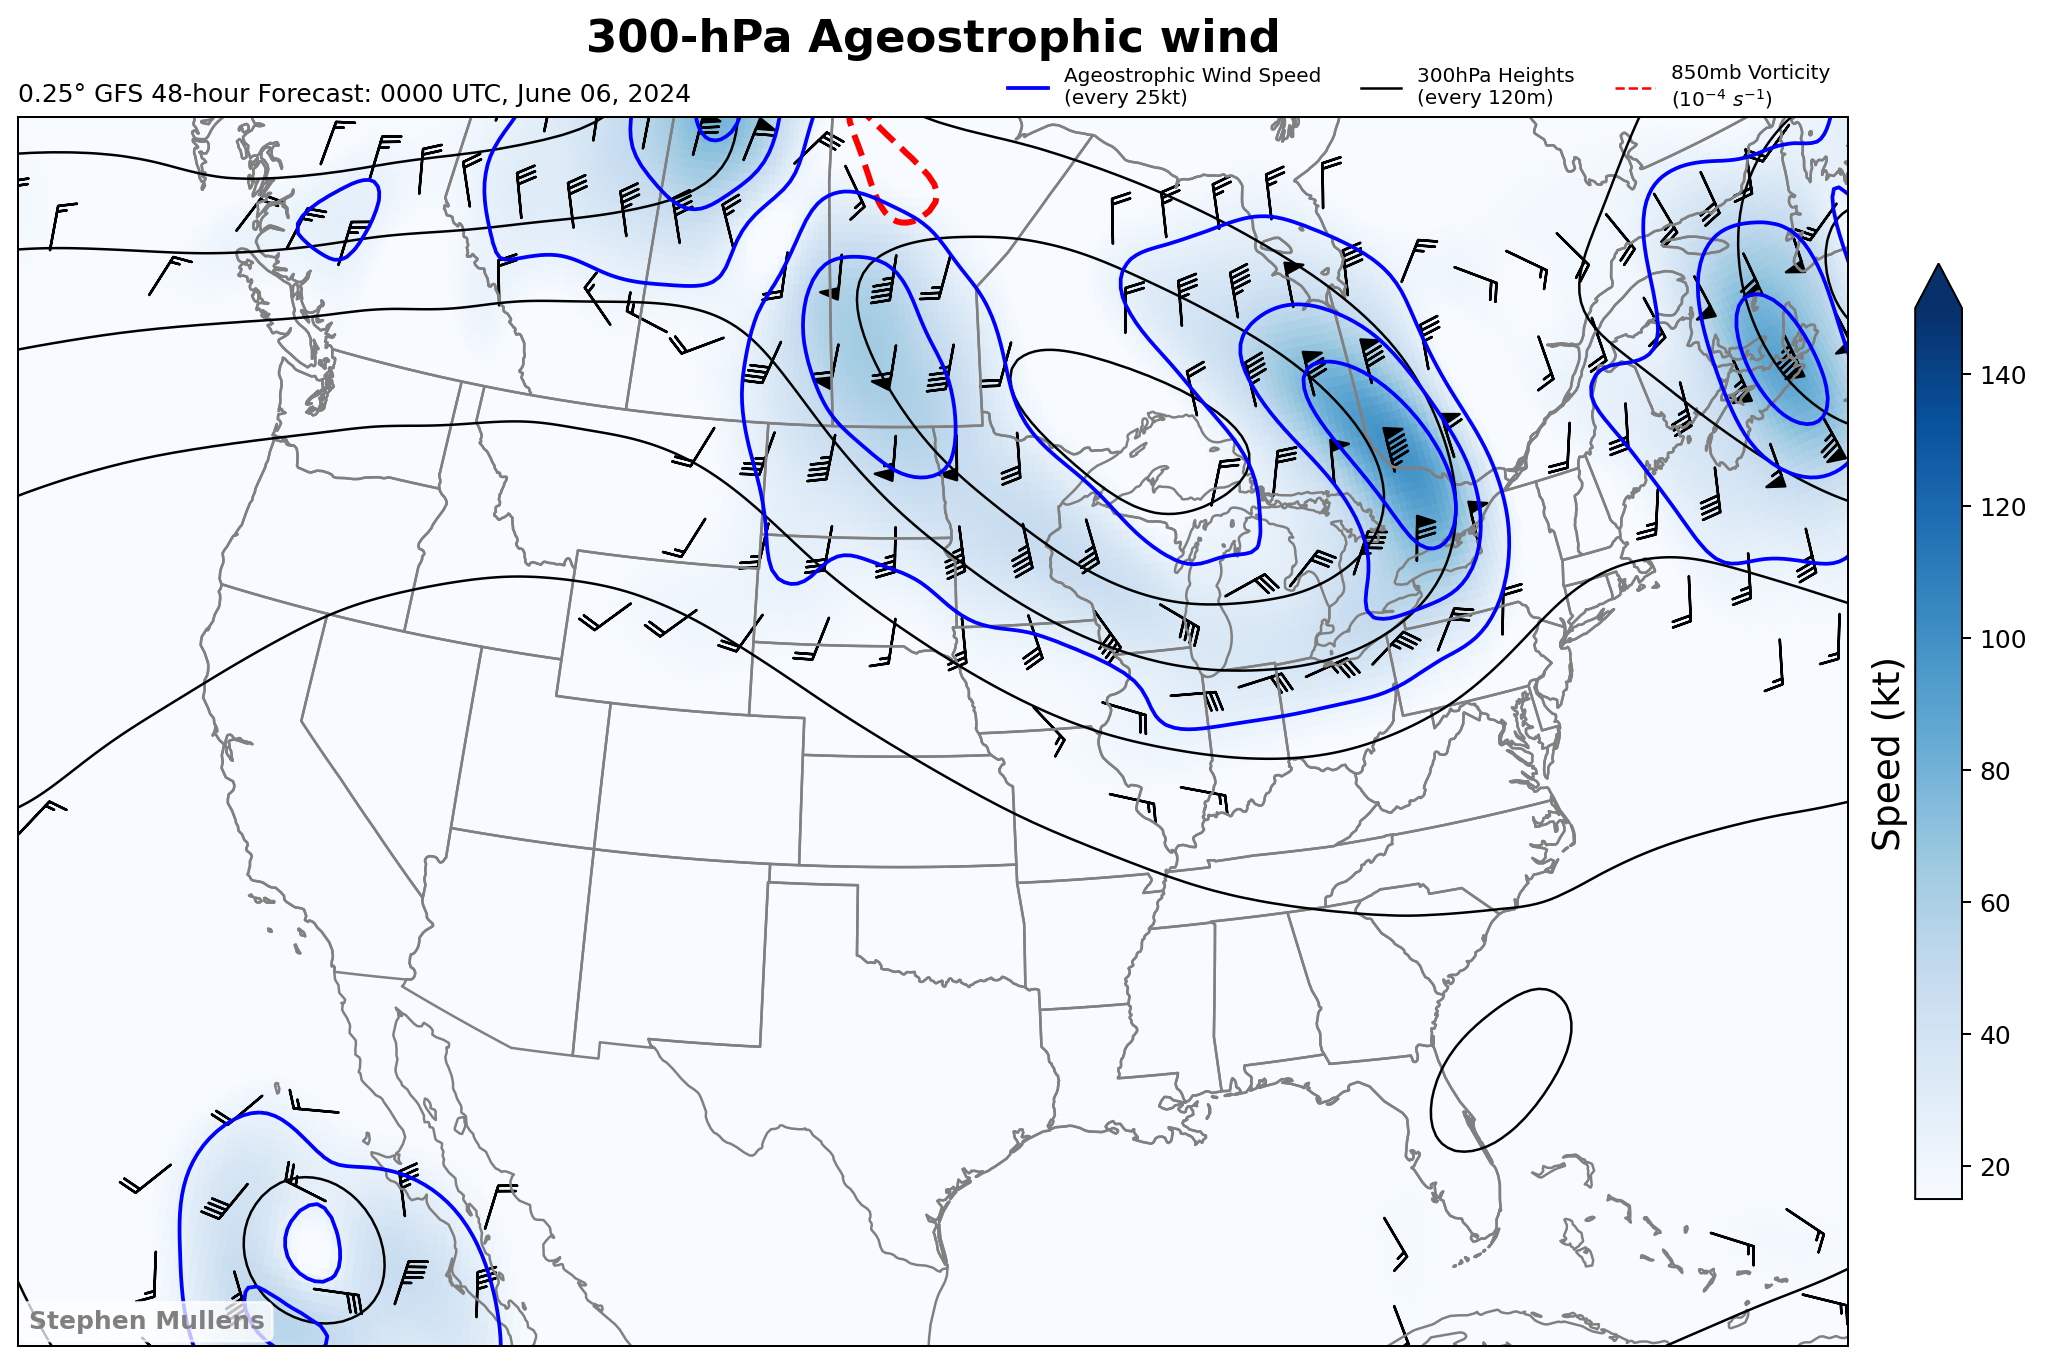 300-hPa Ageostrophic wind
0.25° GFS 48-hour Forecast: 0000 UTC, June 06, 2024
Ageostrophic Wind Speed
(every 25kt)
300hPa Heights
(every 120m)
850mb Vorticity
(10⁻⁴ s⁻¹)
140
120
100
80
60
40
20
Speed (kt)
Stephen Mullens